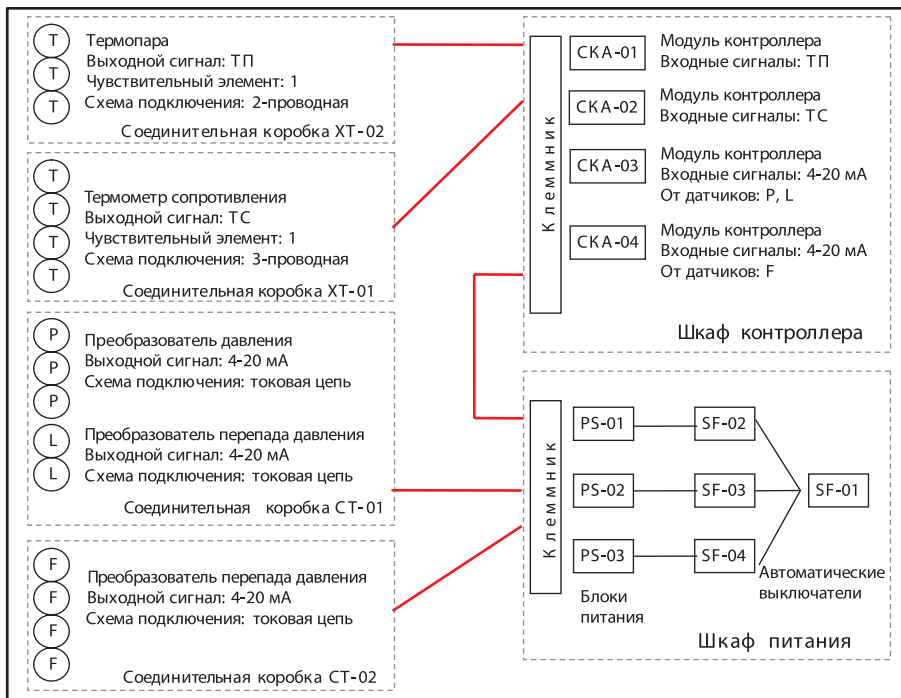 Т
Т
Т
Термопара
Выходной сигнал: ТП
Чувствительный элемент: 1
Схема подключения: 2-проводная
Соединительная коробка ХТ-02
Т
Т
Т
Т
Термометр сопротивления
Выходной сигнал: ТС
Чувствительный элемент: 1
Схема подключения: 3-проводная
Соединительная коробка ХТ-01
P
P
P
Преобразователь давления
Выходной сигнал: 4-20 мА
Схема подключения: токовая цепь
L
L
Преобразователь перепада давления
Выходной сигнал: 4-20 мА
Схема подключения: токовая цепь
Соединительная коробка СТ-01
F
F
F
F
Преобразователь перепада давления
Выходной сигнал: 4-20 мА
Схема подключения: токовая цепь
Соединительная коробка СТ-02
Клеммник
СКА-01
Модуль контроллера
Входные сигналы: ТП
СКА-02
Модуль контроллера
Входные сигналы: ТС
СКА-03
Модуль контроллера
Входные сигналы: 4-20 мА
От датчиков: P, L
СКА-04
Модуль контроллера
Входные сигналы: 4-20 мА
От датчиков: F
Шкаф контроллера
Клеммник
PS-01
SF-02
PS-02
SF-03
SF-01
PS-03
SF-04
Блоки
питания
Автоматические
выключатели
Шкаф питания